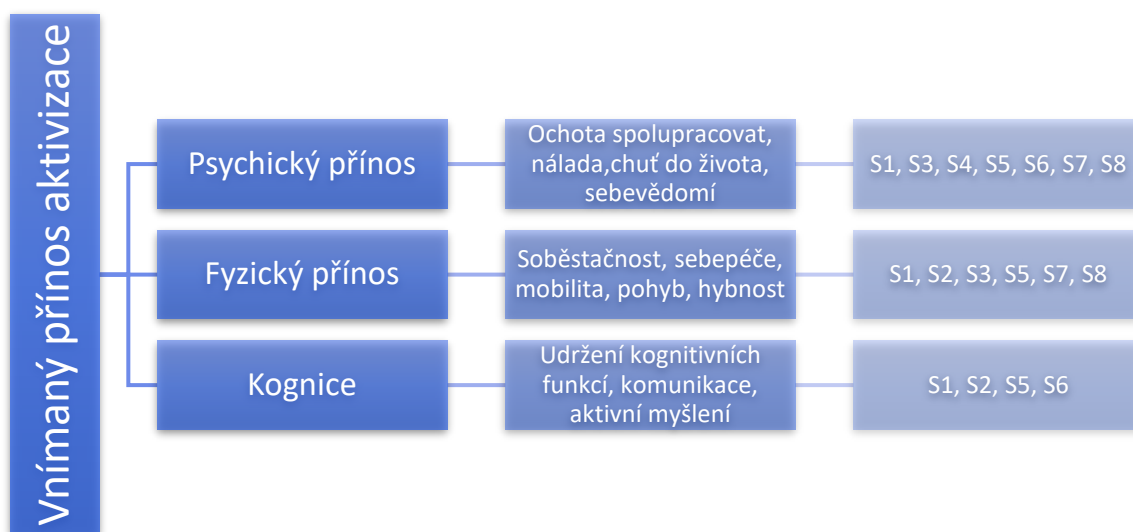 Vnímaný přínos aktivizace
Psychický přínos
Ochota spolupracovat,
nálada,chuť do života,
sebevědomí
S1, S3, S4, S5, S6, S7, S8
Fyzický přínos
Soběstačnost, sebepéče,
mobilita, pohyb, hybnost
S1, S2, S3, S5, S7, S8
Kognice
Udržení kognitivních
funkcí, komunikace,
aktivní myšlení
S1, S2, S5, S6